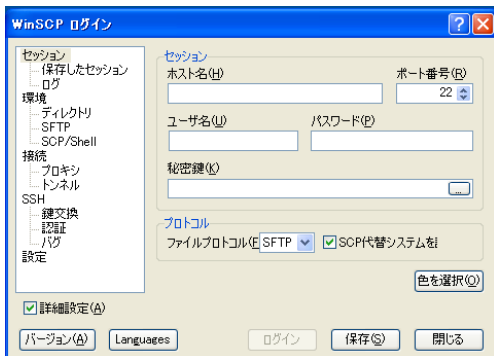 WinSCP ログイン
セッション
保存したセッション
ログ
環境
ディレクトリ
SFTP
SCP/Shell
接続
プロキシ
トンネル
SSH
鍵交換
認証
バグ
設定
セッション
ホスト名(H)
ポート番号(R)
22
ユーザ名(U)
パスワード(P)
秘密鍵(K)
...
プロトコル
ファイルプロトコル(F
SFTP
SCP代替システムを
色を選択(O)
詳細設定(A)
バージョン(A)
Languages
ログイン
保存(S)
閉じる